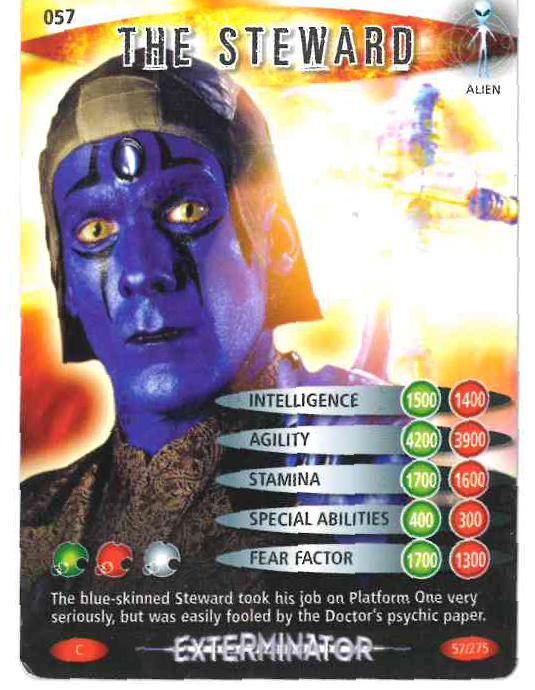 057
THE STEWARD
ALIEN
INTELLIGENCE 1500 1400
AGILITY 4200 3900
STAMINA 1700 1600
SPECIAL ABILITIES 400 300
FEAR FACTOR 1700 1300
The blue-skinned Steward took his job on Platform One very
seriously, but was easily fooled by the Doctor's psychic paper.
C EXTERMINATOR 57/275